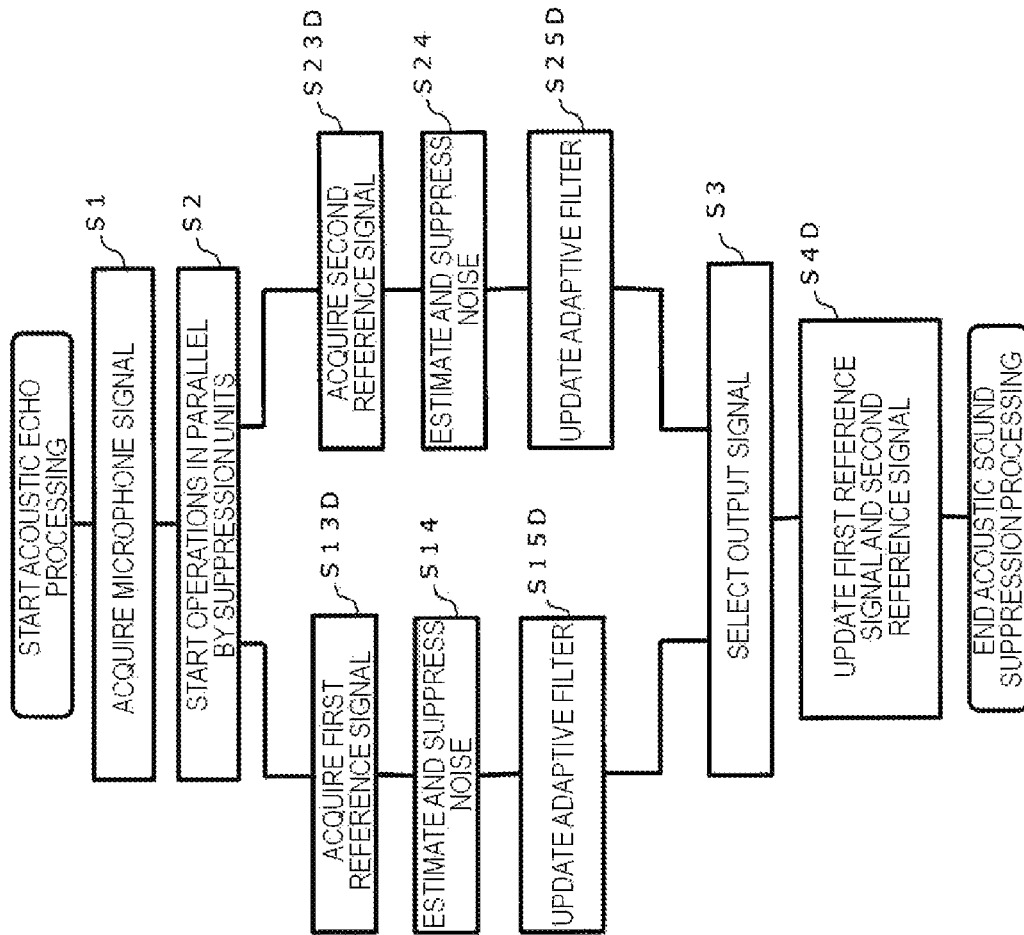 START ACOUSTIC ECHO
PROCESSING
ACQUIRE MICROPHONE SIGNAL
S1
START OPERATIONS IN PARALLEL
BY SUPPRESSION UNITS
S2
ACQUIRE FIRST
REFERENCE SIGNAL
S13D
ESTIMATE AND SUPPRESS
NOISE
S14
UPDATE ADAPTIVE FILTER
S15D
ACQUIRE SECOND
REFERENCE SIGNAL
S23D
ESTIMATE AND SUPPRESS
NOISE
S24
UPDATE ADAPTIVE FILTER
S25D
SELECT OUTPUT SIGNAL
S3
UPDATE FIRST REFERENCE
SIGNAL AND SECOND
REFERENCE SIGNAL
S4D
END ACOUSTIC SOUND
SUPPRESSION PROCESSING